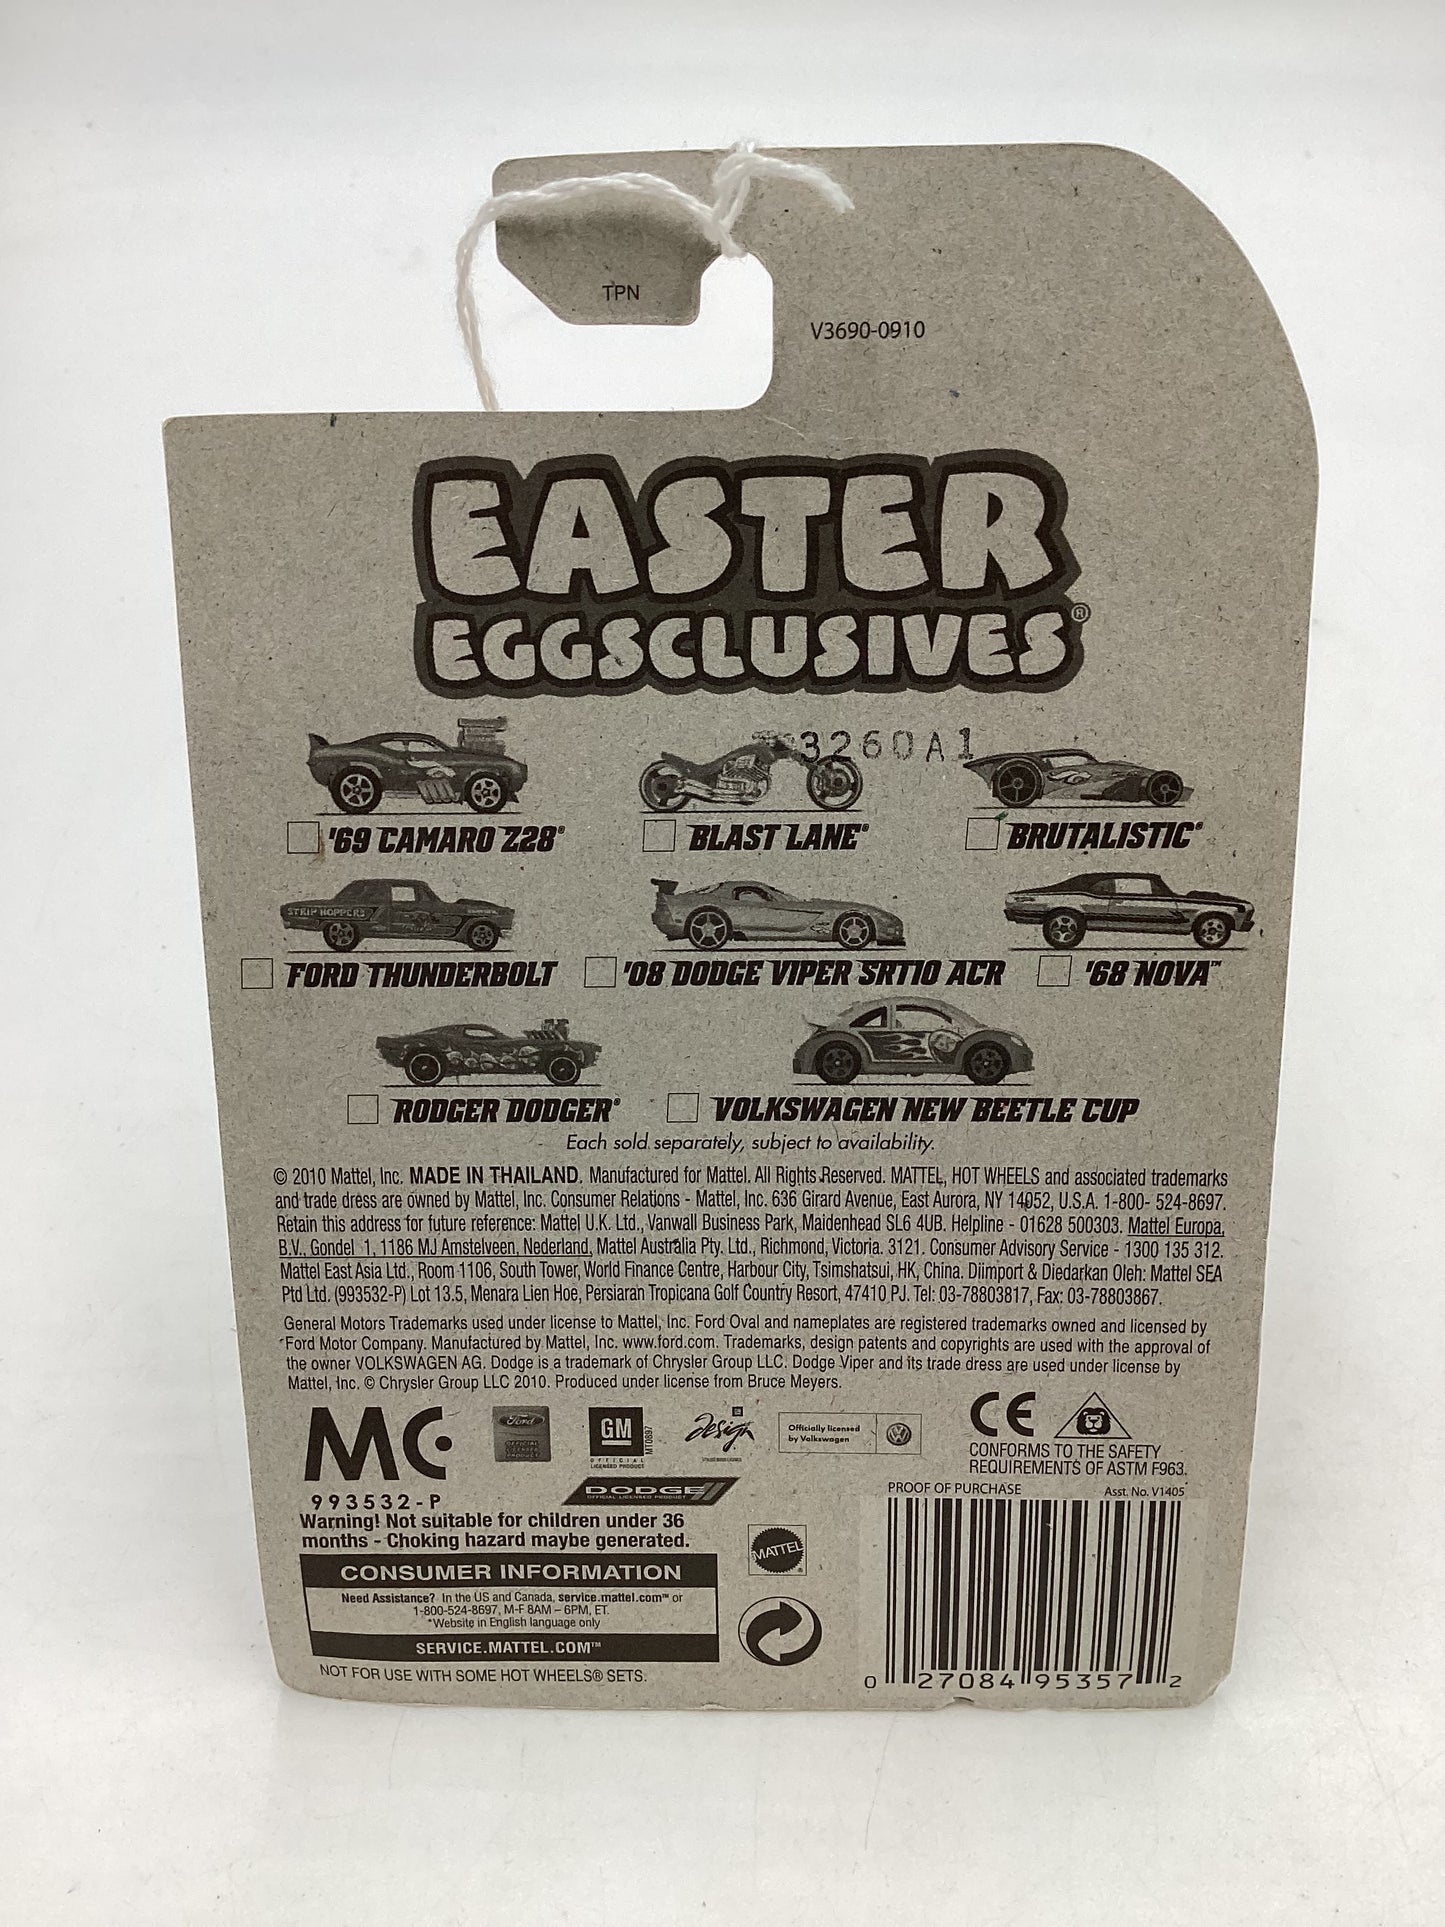 TPN
V3690-0910
EASTER
EGGSCLUSIVES®
3260A1
'69 CAMARO Z28® BLAST LANE® BRUTALISTIC®
STRIP HOPPERS
FORD THUNDERBOLT '08 DODGE VIPER SRT10 ACR '68 NOVA™
RODGER DODGER® VOLKSWAGEN NEW BEETLE CUP
Each sold separately, subject to availability.
© 2010 Mattel, Inc. MADE IN THAILAND. Manufactured for Mattel. All Rights Reserved. MATTEL, HOT WHEELS and associated trademarks
and trade dress are owned by Mattel, Inc. Consumer Relations - Mattel, Inc. 636 Girard Avenue, East Aurora, NY 14052, U.S.A. 1-800- 524-8697.
Retain this address for future reference: Mattel U.K. Ltd., Vanwall Business Park, Maidenhead SL6 4UB. Helpline - 01628 500303. Mattel Europa,
B.V., Gondel 1, 1186 MJ Amstelveen, Nederland, Mattel Australia Pty. Ltd., Richmond, Victoria. 3121. Consumer Advisory Service - 1300 135 312.
Mattel East Asia Ltd., Room 1106, South Tower, World Finance Centre, Harbour City, Tsimshatsui, HK, China. Diimport & Diedarkan Oleh: Mattel SEA
Ptd Ltd. (993532-P) Lot 13.5, Menara Lien Hoe, Persiaran Tropicana Golf Country Resort, 47410 PJ. Tel: 03-78803817, Fax: 03-78803867.
General Motors Trademarks used under license to Mattel, Inc. Ford Oval and nameplates are registered trademarks owned and licensed by
Ford Motor Company. Manufactured by Mattel, Inc. www.ford.com. Trademarks, design patents and copyrights are used with the approval of
the owner VOLKSWAGEN AG. Dodge is a trademark of Chrysler Group LLC. Dodge Viper and its trade dress are used under license by
Mattel, Inc. © Chrysler Group LLC 2010. Produced under license from Bruce Meyers.
MC
993532-P
Ford
OFFICIAL
LICENSED
PRODUCT
GM
OFFICIAL
LICENSED PRODUCT
MT0897
GM
Design
Officially licensed
by Volkswagen
CE
CONFORMS TO THE SAFETY
REQUIREMENTS OF ASTM F963.
DODGE
OFFICIAL LICENSED PRODUCT
Warning! Not suitable for children under 36
months - Choking hazard maybe generated.
CONSUMER INFORMATION
Need Assistance? In the US and Canada, service.mattel.com™ or
1-800-524-8697, M-F 8AM – 6PM, ET.
*Website in English language only
SERVICE.MATTEL.COM™
NOT FOR USE WITH SOME HOT WHEELS® SETS.
MATTEL®
PROOF OF PURCHASE Asst. No. V1405
0 27084 95357 2